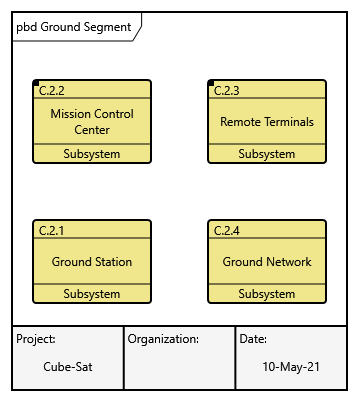 pbd Ground Segment
C.2.2
Mission Control
Center
Subsystem
C.2.3
Remote Terminals
Subsystem
C.2.1
Ground Station
Subsystem
C.2.4
Ground Network
Subsystem
Project:
Cube-Sat
Organization:
Date:
10-May-21